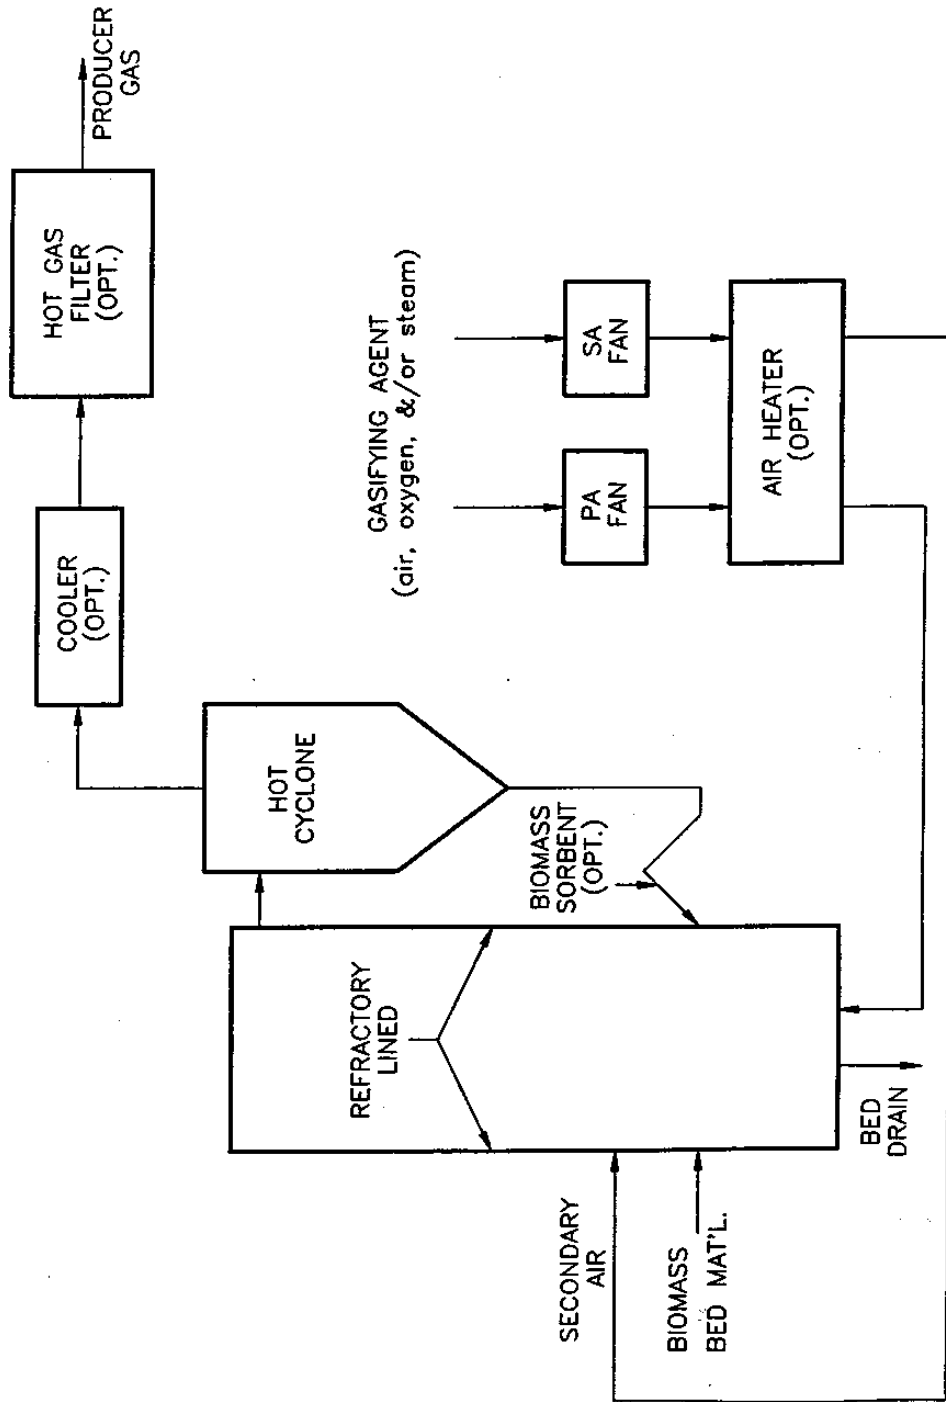 PRODUCER
GAS
HOT GAS
FILTER
(OPT.)
COOLER
(OPT.)
HOT
CYCLONE
GASIFYING AGENT
(air, oxygen, &/or steam)
SA
FAN
PA
FAN
AIR HEATER
(OPT.)
BIOMASS
SORBENT
(OPT.)
REFRACTORY
LINED
SECONDARY
AIR
BIOMASS
BED MAT'L.
BED
DRAIN